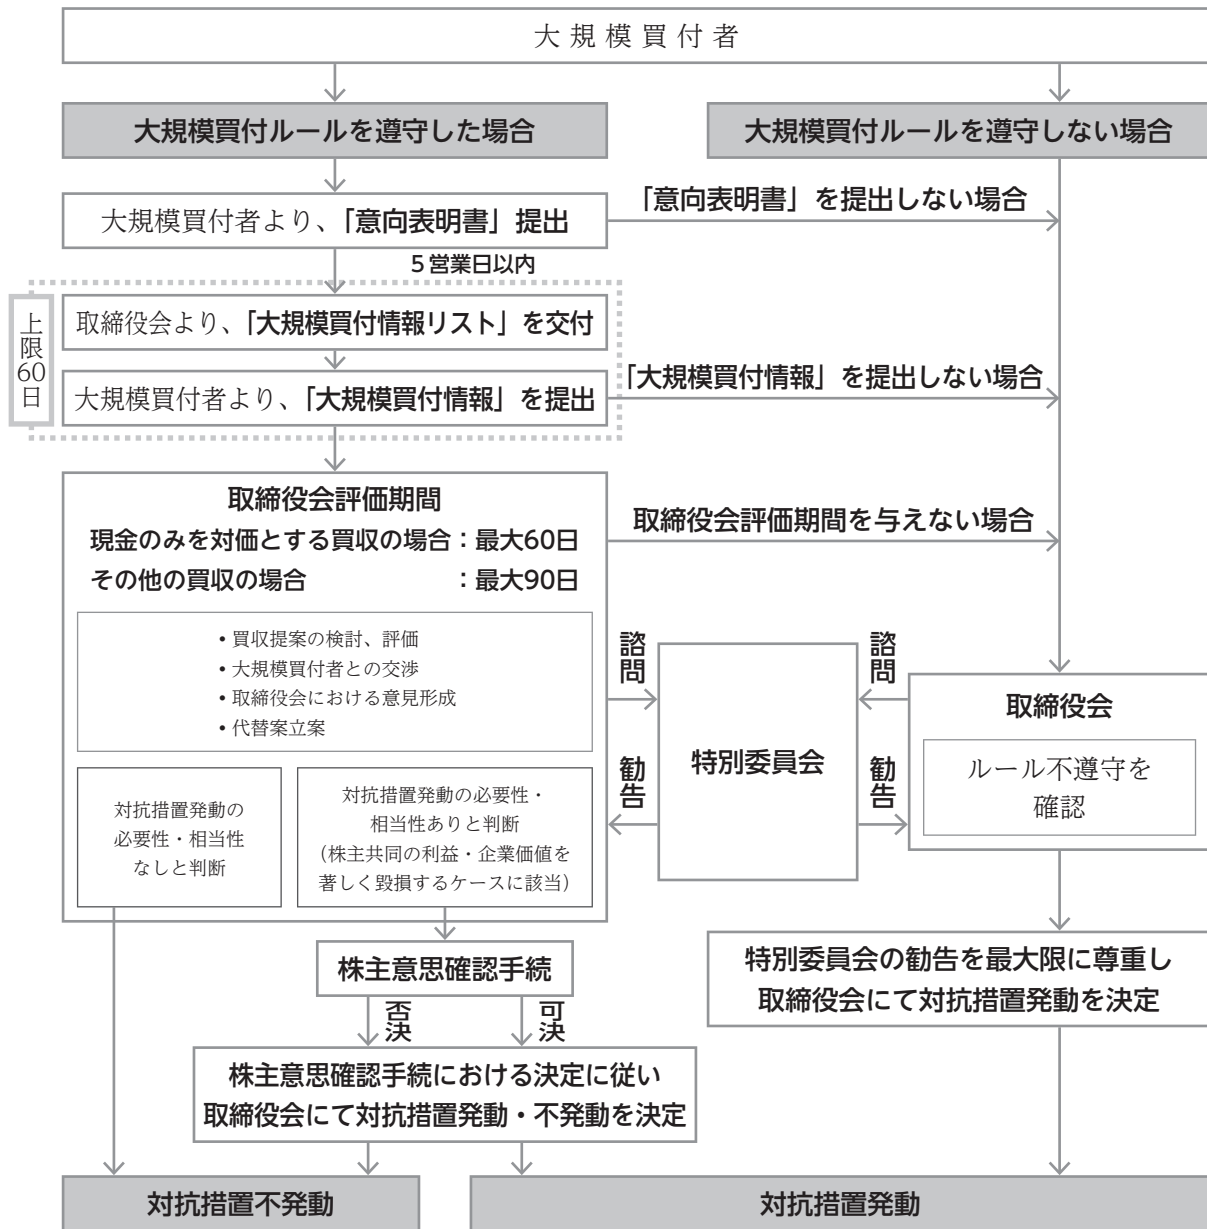 大規模買付者
大規模買付ルールを遵守した場合
大規模買付ルールを遵守しない場合
大規模買付者より、「意向表明書」提出
「意向表明書」を提出しない場合
5営業日以内
上限60日
取締役会より、「大規模買付情報リスト」を交付
大規模買付者より、「大規模買付情報」を提出
「大規模買付情報」を提出しない場合
取締役会評価期間
現金のみを対価とする買収の場合：最大60日
その他の買収の場合　　　　　　：最大90日
取締役会評価期間を与えない場合
•買収提案の検討、評価
•大規模買付者との交渉
•取締役会における意見形成
•代替案立案
対抗措置発動の
必要性・相当性
なしと判断
対抗措置発動の必要性・
相当性ありと判断
（株主共同の利益・企業価値を
著しく毀損するケースに該当）
諮問
勧告
特別委員会
諮問
勧告
取締役会
ルール不遵守を
確認
株主意思確認手続
否決
可決
特別委員会の勧告を最大限に尊重し
取締役会にて対抗措置発動を決定
株主意思確認手続における決定に従い
取締役会にて対抗措置発動・不発動を決定
対抗措置不発動
対抗措置発動